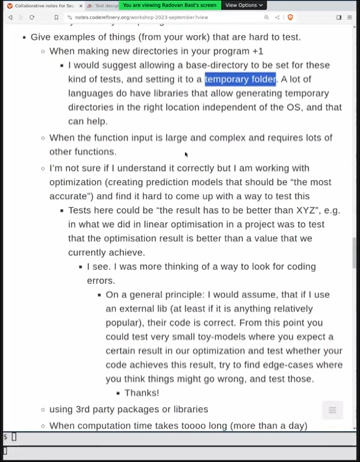 Collaborative notes for Se
You are viewing Radovan Bast's screen
View Options
notes.coderefinery.org/workshop-2023-september?view
Give examples of things (from your work) that are hard to test.
When making new directories in your program +1
I would suggest allowing a base-directory to be set for these
kind of tests, and setting it to a temporary folder. A lot of
languages do have libraries that allow generating temporary
directories in the right location independent of the OS, and that
can help.
When the function input is large and complex and requires lots of
other functions.
I'm not sure if I understand it correctly but I am working with
optimization (creating prediction models that should be "the most
accurate") and find it hard to come up with a way to test this
Tests here could be "the result has to be better than XYZ", e.g.
in what we did in linear optimisation in a project was to test
that the optimisation result is better than a value that we
currently achieve.
I see. I was more thinking of a way to look for coding
errors.
On a general principle: I would assume, that if I use
an external lib (at least if it is anything relatively
popular), their code is correct. From this point you
could test very small toy-models where you expect a
certain result in our optimization and test whether your
code achieves this result, try to find edge-cases where
you think things might go wrong, and test those.
Thanks!
using 3rd party packages or libraries
When computation time takes toooo long (more than a day)